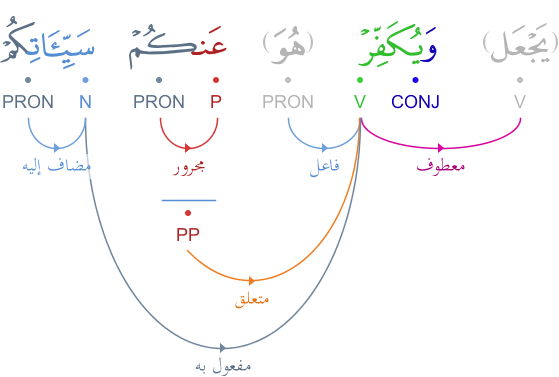 (يَجْعَل) وَيُكَفِّرْ (هُوَ) عَنكُمْ سَيِّـَٔاتِكُمْ
V CONJ V PRON P PRON N PRON
معطوف فاعل مجرور مضاف إليه
PP
متعلق
مفعول به